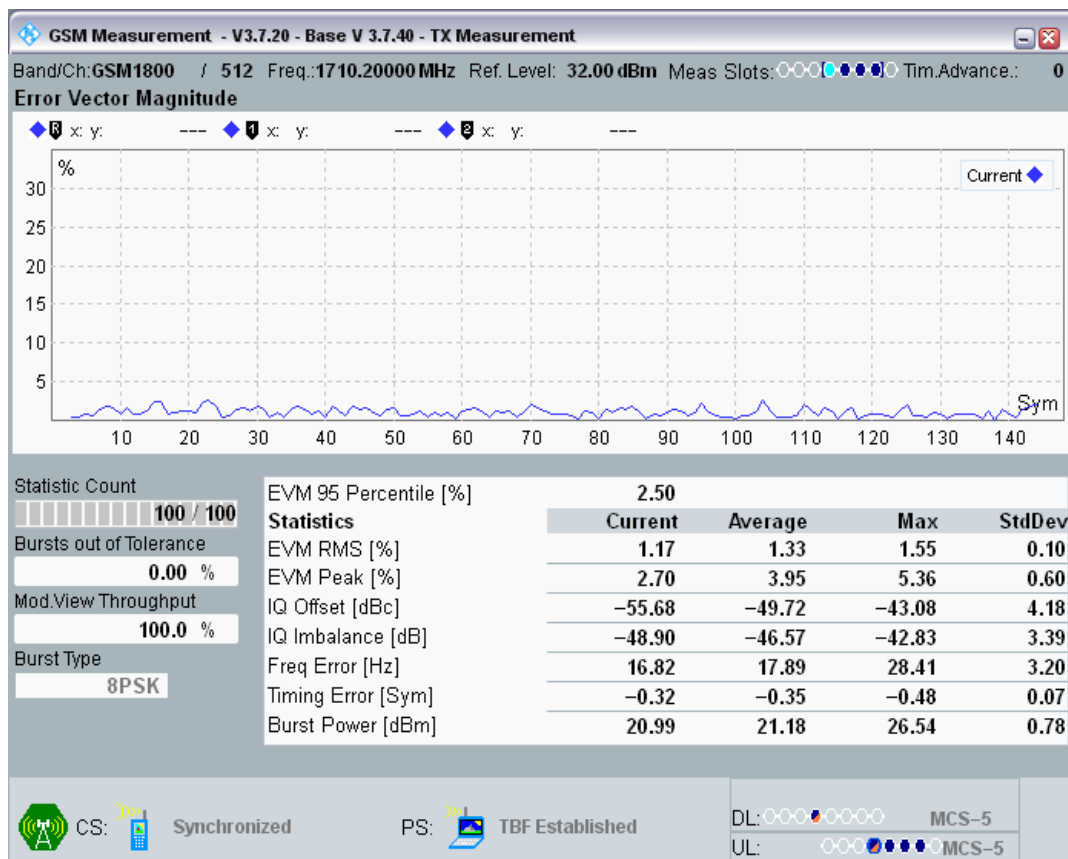 GSM Measurement - V3.7.20 - Base V 3.7.40 - TX Measurement
Band/Ch:GSM1800 / 512 Freq.:1710.20000 MHz Ref. Level: 32.00 dBm Meas Slots: Tim.Advance.: 0
Error Vector Magnitude
R x: y: --- 1 x: y: --- 2 x: y: ---
%
Current
30
25
20
15
10
5
Sym
10 20 30 40 50 60 70 80 90 100 110 120 130 140
Statistic Count
100 / 100
Bursts out of Tolerance
0.00 %
Mod.View Throughput
100.0 %
Burst Type
8PSK
EVM 95 Percentile [%] 2.50
Statistics Current Average Max StdDev
EVM RMS [%] 1.17 1.33 1.55 0.10
EVM Peak [%] 2.70 3.95 5.36 0.60
IQ Offset [dBc] −55.68 −49.72 −43.08 4.18
IQ Imbalance [dB] −48.90 −46.57 −42.83 3.39
Freq Error [Hz] 16.82 17.89 28.41 3.20
Timing Error [Sym] −0.32 −0.35 −0.48 0.07
Burst Power [dBm] 20.99 21.18 26.54 0.78
CS: Synchronized PS: TBF Established
DL: MCS−5
UL: MCS−5